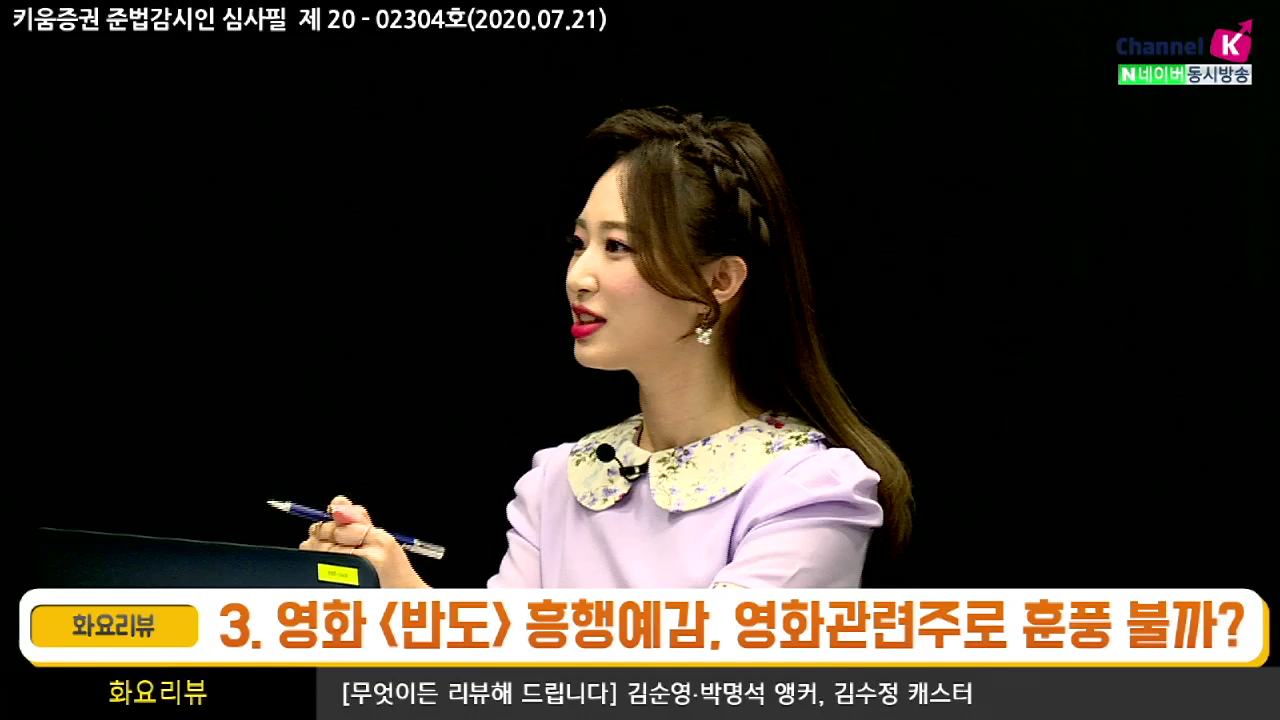 키움증권 준법감시인 심사필 제 20 - 02304호(2020.07.21)
Channel K
N네이버 동시방송
화요리뷰
3. 영화 <반도> 흥행예감, 영화관련주로 훈풍 불까?
화요리뷰
[무엇이든 리뷰해 드립니다] 김순영·박명석 앵커, 김수정 캐스터